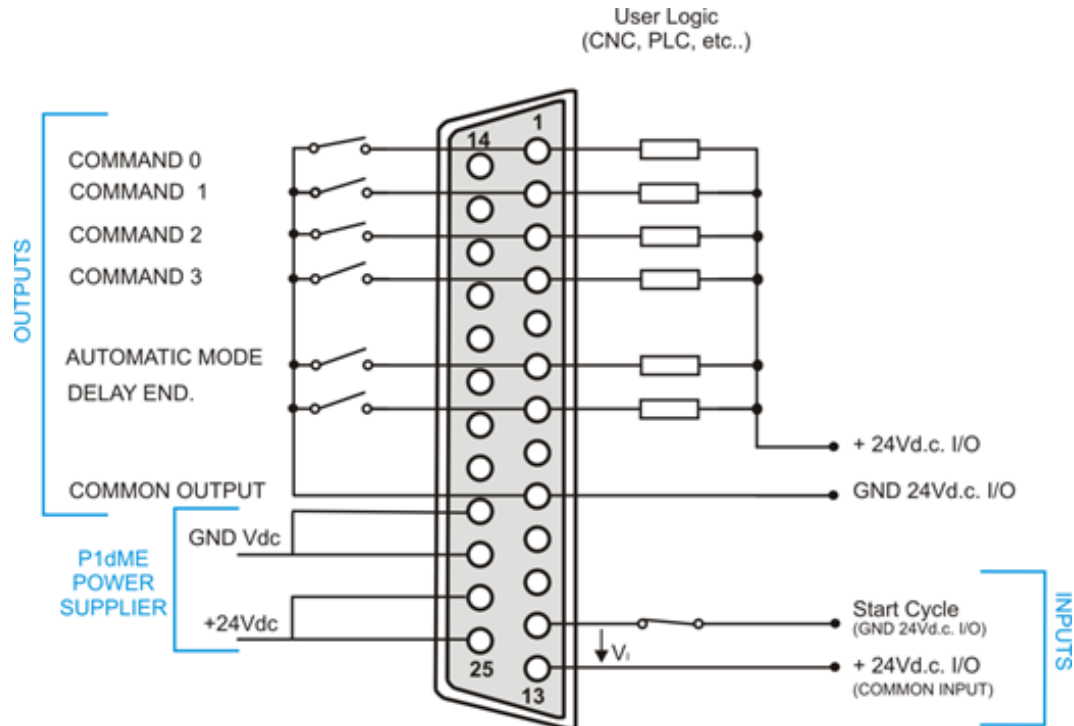 User Logic
(CNC, PLC, etc..)
OUTPUTS
COMMAND 0
COMMAND 1
COMMAND 2
COMMAND 3
AUTOMATIC MODE
DELAY END.
COMMON OUTPUT
14
1
+ 24Vd.c. I/O
GND 24Vd.c. I/O
P1dME
POWER
SUPPLIER
GND Vdc
+24Vdc
25
13
Vi
Start Cycle
(GND 24Vd.c. I/O)
+ 24Vd.c. I/O
(COMMON INPUT)
INPUTS